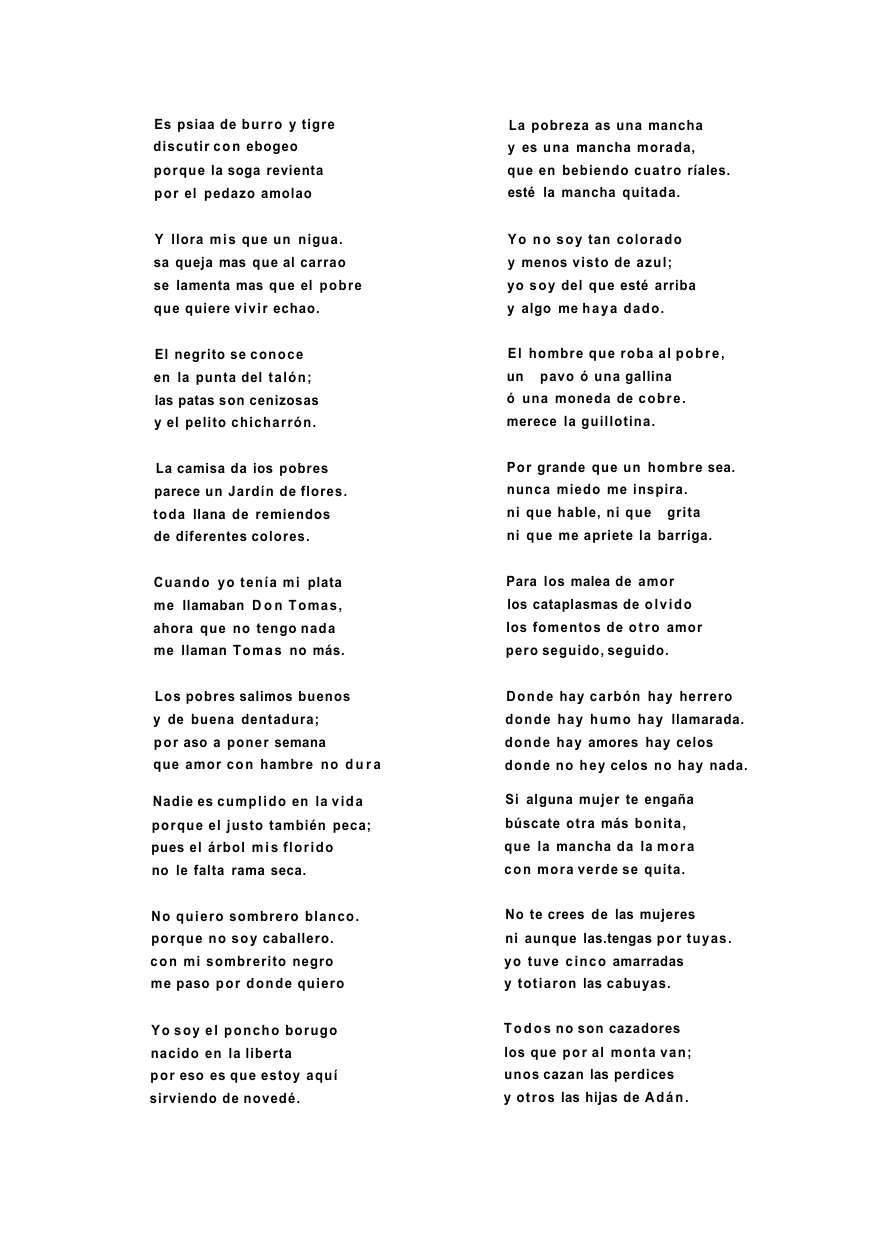 Es psiaa de burro y tigre
discutir con ebogeo
porque la soga revienta
por el pedazo amolao

Y llora mis que un nigua.
sa queja mas que al carrao
se lamenta mas que el pobre
que quiere vivir echao.

El negrito se conoce
en la punta del talón;
las patas son cenizosas
y el pelito chicharrón.

La camisa da ios pobres
parece un Jardín de flores.
toda llana de remiendos
de diferentes colores.

Cuando yo tenía mi plata
me llamaban Don Tomas,
ahora que no tengo nada
me llaman Tomas no más.

Los pobres salimos buenos
y de buena dentadura;
por aso a poner semana
que amor con hambre no dura

Nadie es cumplido en la vida
porque el justo también peca;
pues el árbol mis florido
no le falta rama seca.

No quiero sombrero blanco.
porque no soy caballero.
con mi sombrerito negro
me paso por donde quiero

Yo soy el poncho borugo
nacido en la liberta
por eso es que estoy aquí
sirviendo de novedé.

La pobreza as una mancha
y es una mancha morada,
que en bebiendo cuatro ríales.
esté la mancha quitada.

Yo no soy tan colorado
y menos visto de azul;
yo soy del que esté arriba
y algo me haya dado.

El hombre que roba al pobre,
un pavo ó una gallina
ó una moneda de cobre.
merece la guillotina.

Por grande que un hombre sea.
nunca miedo me inspira.
ni que hable, ni que grita
ni que me apriete la barriga.

Para los malea de amor
los cataplasmas de olvido
los fomentos de otro amor
pero seguido, seguido.

Donde hay carbón hay herrero
donde hay humo hay llamarada.
donde hay amores hay celos
donde no hey celos no hay nada.

Si alguna mujer te engaña
búscate otra más bonita,
que la mancha da la mora
con mora verde se quita.

No te crees de las mujeres
ni aunque las.tengas por tuyas.
yo tuve cinco amarradas
y totiaron las cabuyas.

Todos no son cazadores
los que por al monta van;
unos cazan las perdices
y otros las hijas de Adán.